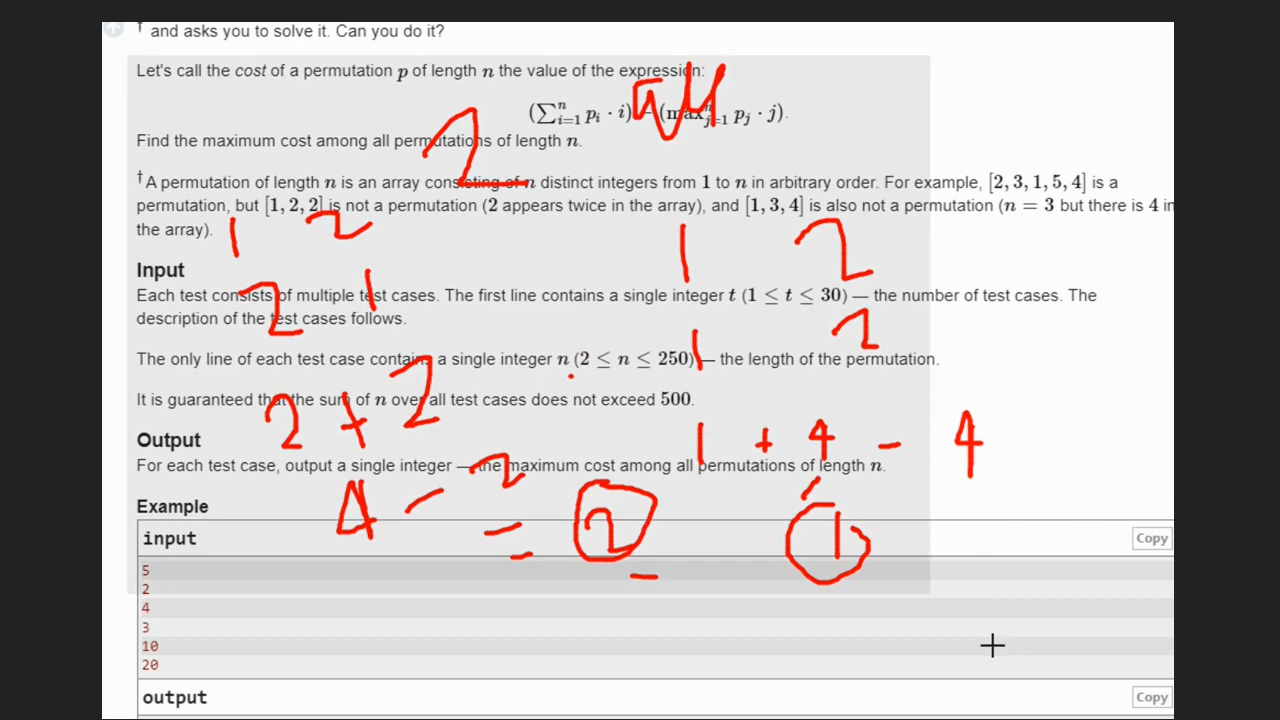 † and asks you to solve it. Can you do it?
Let's call the cost of a permutation p of length n the value of the expression:
(∑ⁿᵢ₌₁ pᵢ · i) − (maxⁿⱼ₌₁ pⱼ · j).
2
Find the maximum cost among all permutations of length n.
†A permutation of length n is an array consisting of n distinct integers from 1 to n in arbitrary order. For example, [2, 3, 1, 5, 4] is a
permutation, but [1, 2, 2] is not a permutation (2 appears twice in the array), and [1, 3, 4] is also not a permutation (n = 3 but there is 4 in
the array).
1 2 1 2
Input
Each test consists of multiple test cases. The first line contains a single integer t (1 ≤ t ≤ 30) — the number of test cases. The
description of the test cases follows.
2 1 1 2
The only line of each test case contains a single integer n (2 ≤ n ≤ 250) — the length of the permutation.
It is guaranteed that the sum of n over all test cases does not exceed 500.
2 + 2 1 + 4 - 4
Output
For each test case, output a single integer — the maximum cost among all permutations of length n.
4 - 2 = 2 1
Example
input
Copy
5
2
4
3
10
20
output
Copy